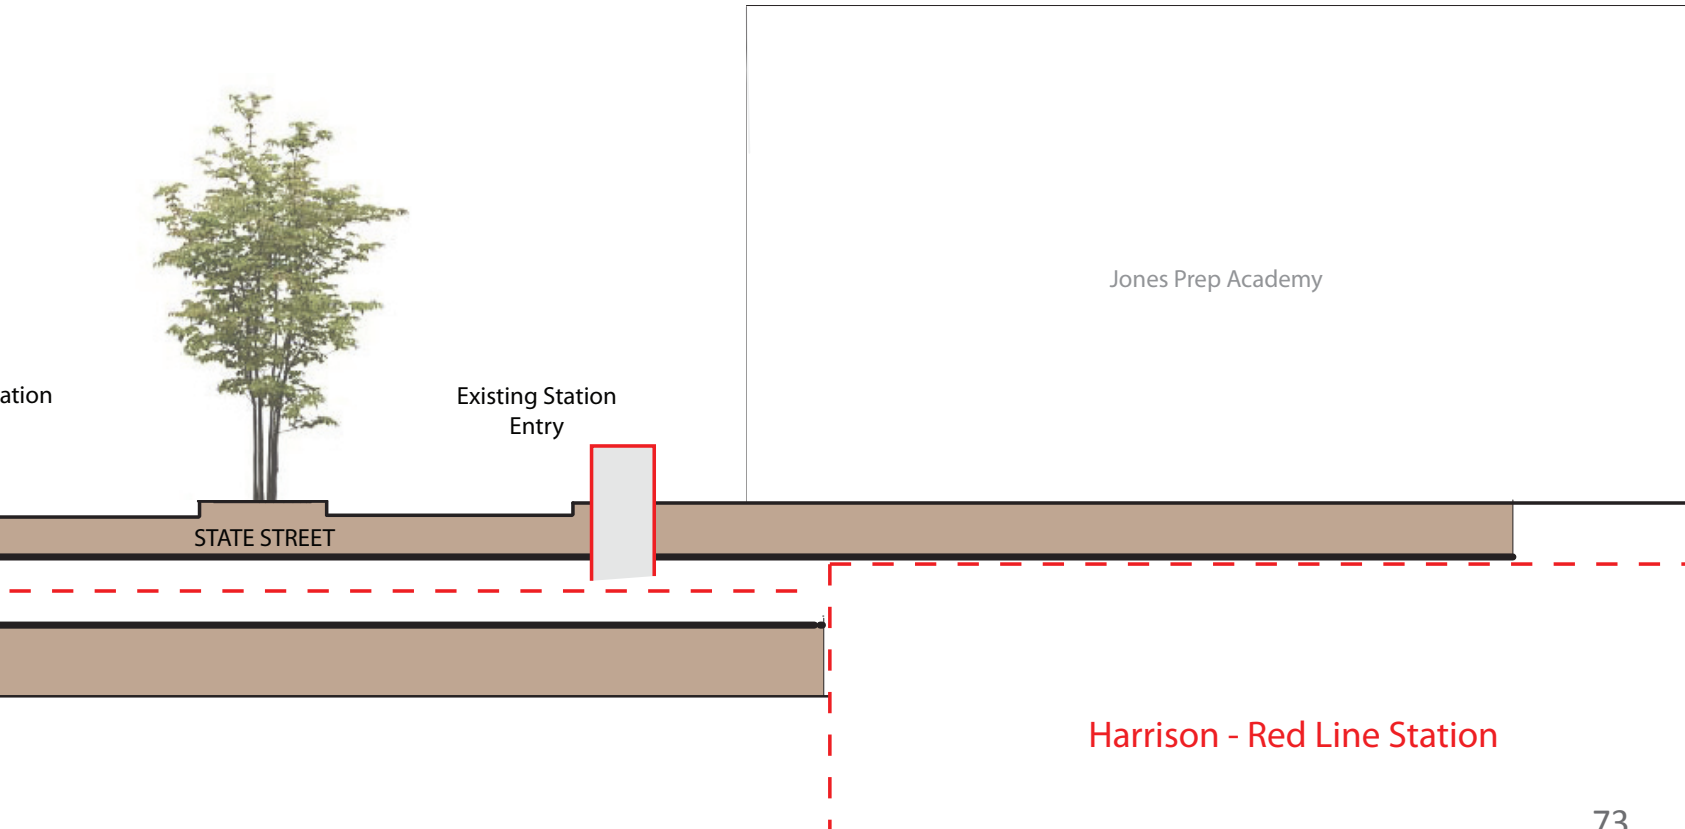 Jones Prep Academy
ation
Existing Station
Entry
STATE STREET
Harrison - Red Line Station
73